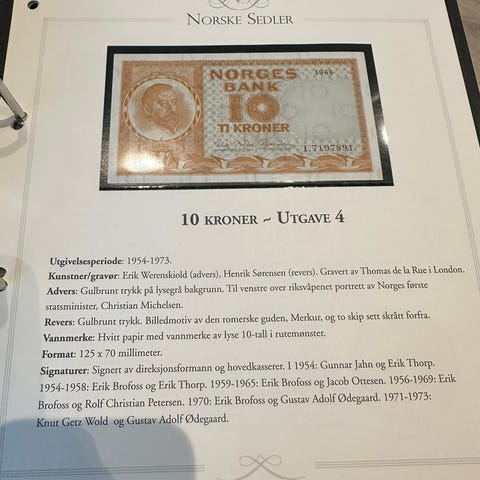 NORSKE SEDLER
NORGES
BANK
1966
10
TI KRONER
I.7197891
10 KRONER ~ UTGAVE 4
Utgivelsesperiode: 1954-1973.
Kunstner/gravør: Erik Werenskiold (advers), Henrik Sørensen (revers). Gravert av Thomas de la Rue i London.
Advers: Gulbrunt trykk på lysegrå bakgrunn. Til venstre over riksvåpenet portrett av Norges første
statsminister, Christian Michelsen.
Revers: Gulbrunt trykk. Billedmotiv av den romerske guden, Merkur, og to skip sett skrått forfra.
Vannmerke: Hvitt papir med vannmerke av lyse 10-tall i rutemønster.
Format: 125 x 70 millimeter.
Signaturer: Signert av direksjonsformann og hovedkasserer. I 1954: Gunnar Jahn og Erik Thorp.
1954-1958: Erik Brofoss og Erik Thorp. 1959-1965: Erik Brofoss og Jacob Ottesen. 1956-1969: Erik
Brofoss og Rolf Christian Petersen. 1970: Erik Brofoss og Gustav Adolf Ødegaard. 1971-1973:
Knut Getz Wold og Gustav Adolf Ødegaard.